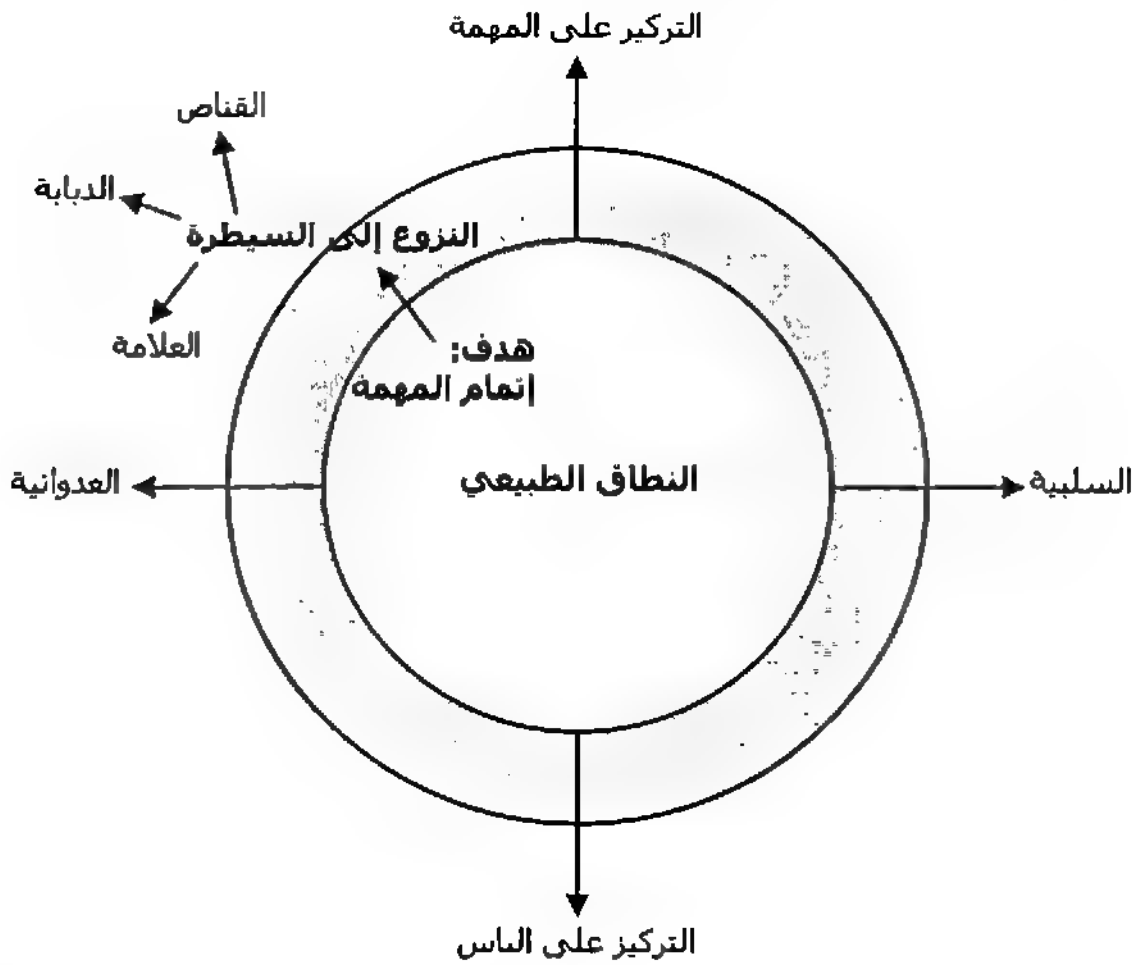 التركيز على المهمة
القناص
الدبابة
النزوع إلى السيطرة
العلامة
هدف:
إتمام المهمة
العدوانية
النطاق الطبيعي
السلبية
التركيز على الناس